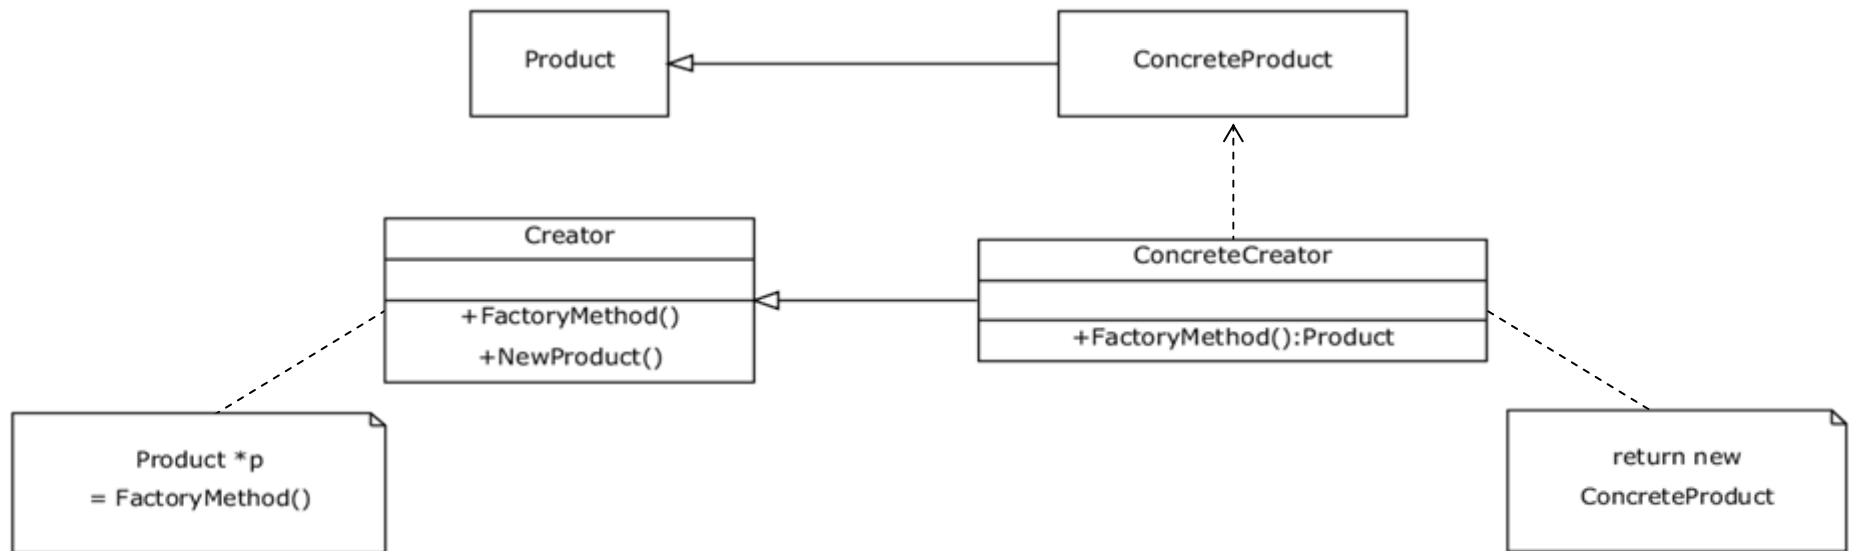 Product
ConcreteProduct
Creator
+FactoryMethod()
+NewProduct()
ConcreteCreator
+FactoryMethod():Product
Product *p
= FactoryMethod()
return new
ConcreteProduct